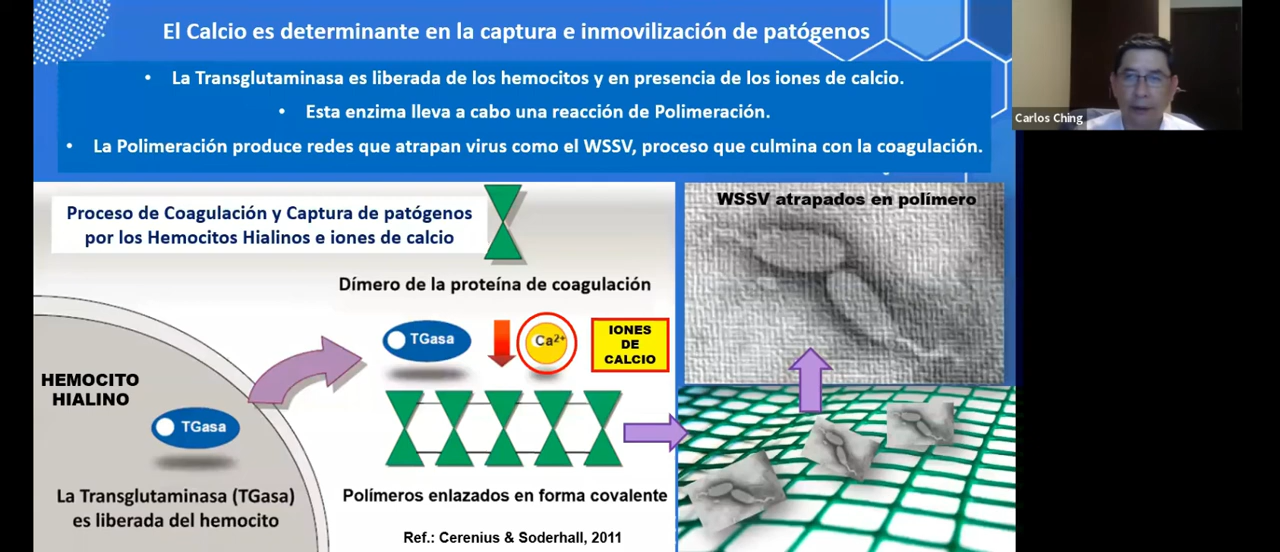 El Calcio es determinante en la captura e inmovilización de patógenos
• La Transglutaminasa es liberada de los hemocitos y en presencia de los iones de calcio.
• Esta enzima lleva a cabo una reacción de Polimeración.
• La Polimeración produce redes que atrapan virus como el WSSV, proceso que culmina con la coagulación.
Carlos Ching
Proceso de Coagulación y Captura de patógenos
por los Hemocitos Hialinos e iones de calcio
Dímero de la proteína de coagulación
TGasa
Ca2+
IONES
DE
CALCIO
HEMOCITO
HIALINO
TGasa
La Transglutaminasa (TGasa)
es liberada del hemocito
Polímeros enlazados en forma covalente
Ref.: Cerenius & Soderhall, 2011
WSSV atrapados en polímero